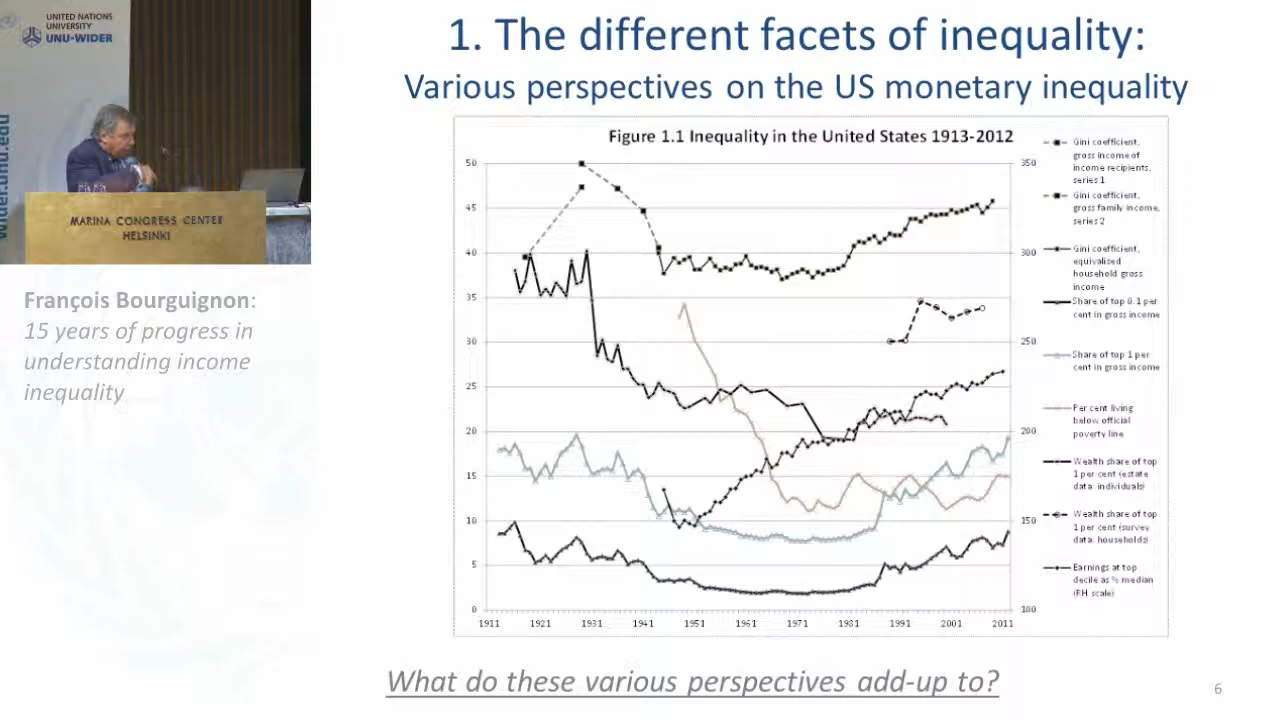 UNITED NATIONS
UNIVERSITY
UNU-WIDER
wider.unu.edu
MARINA CONGRESS CENTER
HELSINKI
François Bourguignon:
15 years of progress in
understanding income
inequality
1. The different facets of inequality:
Various perspectives on the US monetary inequality
Figure 1.1 Inequality in the United States 1913-2012
50
45
40
35
30
25
20
15
10
5
0
350
300
250
200
150
100
1911 1921 1931 1941 1951 1961 1971 1981 1991 2001 2011
Gini coefficient,
gross income of
income recipients,
series 1
Gini coefficient,
gross family income,
series 2
Gini coefficient,
equivalised
household gross
income
Share of top 0.1 per
cent in gross income
Share of top 1 per
cent in gross income
Per cent living
below official
poverty line
Wealth share of top
1 per cent (estate
data: individuals)
Wealth share of top
1 per cent (survey
data: households)
Earnings at top
decile as % median
(RH scale)
What do these various perspectives add-up to?
6